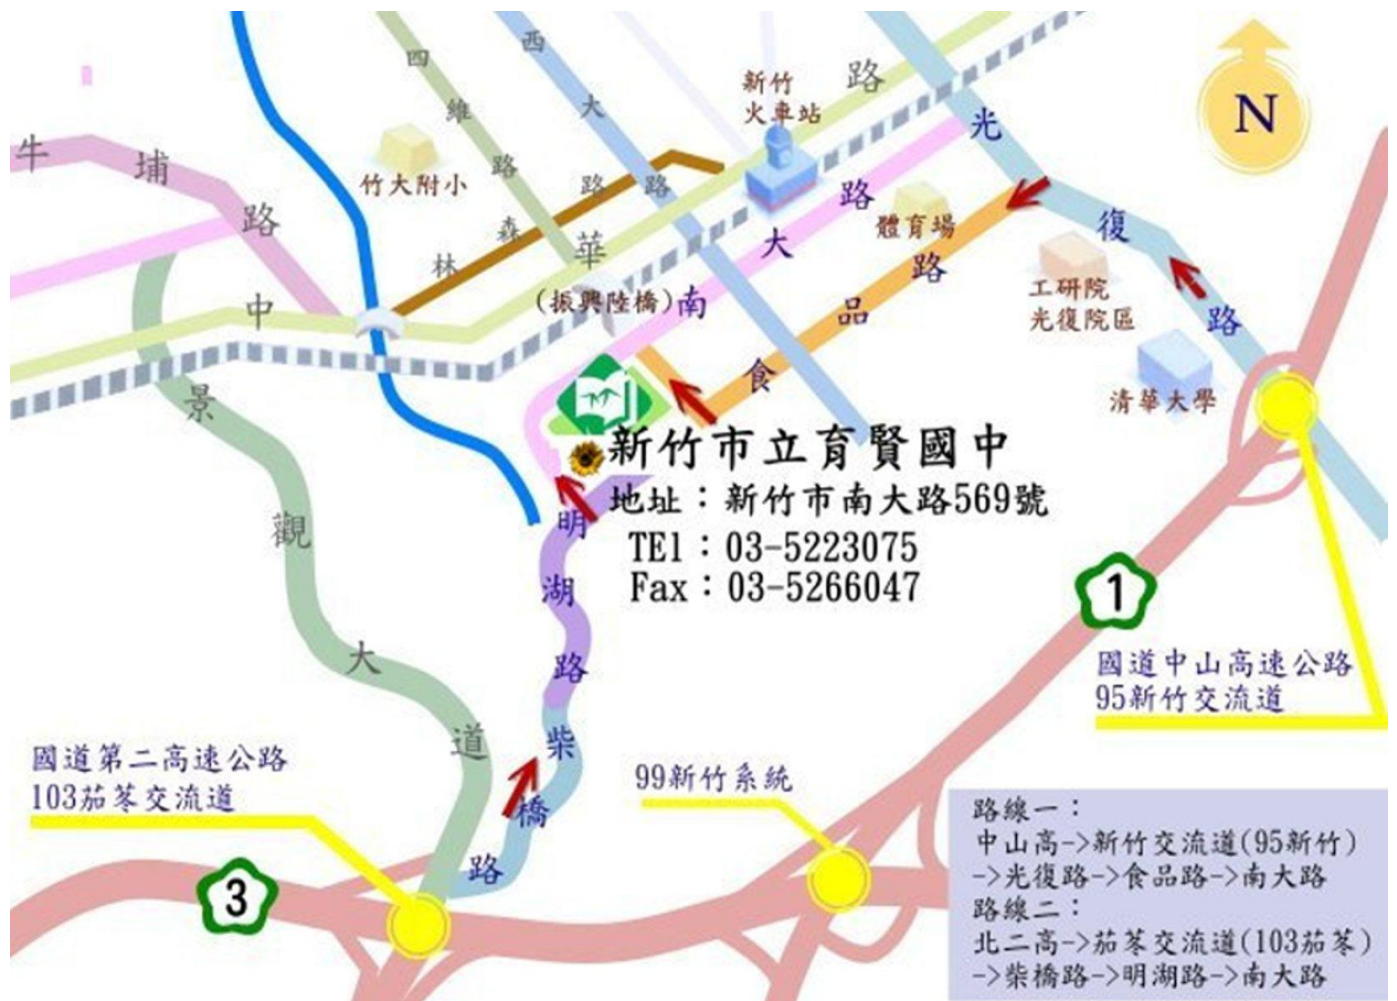 四維路
西大路
新竹
火車站
中華路
光復路
N
牛埔路
竹大附小
林森路
南大路
體育場
食品路
工研院
光復院區
(振興陸橋)
清華大學
景觀大道
新竹市立育賢國中
地址：新竹市南大路569號
TEl：03-5223075
Fax：03-5266047
明湖路
1
國道中山高速公路
95新竹交流道
柴橋路
國道第二高速公路
103茄苳交流道
99新竹系統
3
路線一：
中山高->新竹交流道(95新竹)
->光復路->食品路->南大路
路線二：
北二高->茄苳交流道(103茄苳)
->柴橋路->明湖路->南大路